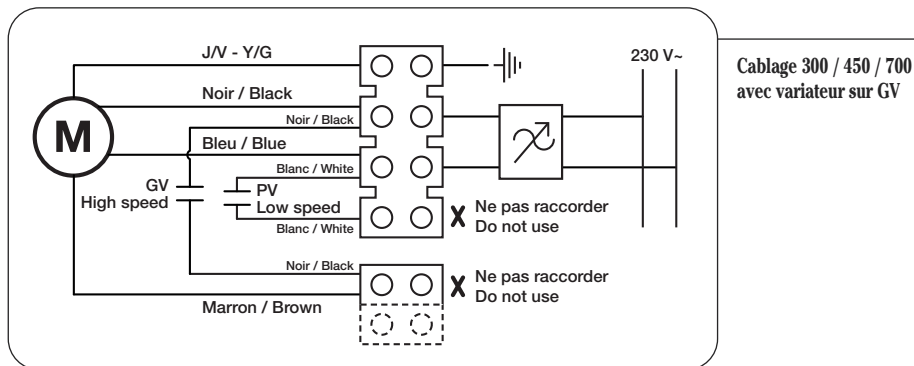 J/V - Y/G
230 V~
Cablage 300 / 450 / 700
avec variateur sur GV
Noir / Black
Noir / Black
M
Bleu / Blue
Blanc / White
GV
High speed
PV
Low speed
Blanc / White
X Ne pas raccorder
Do not use
Noir / Black
X Ne pas raccorder
Do not use
Marron / Brown